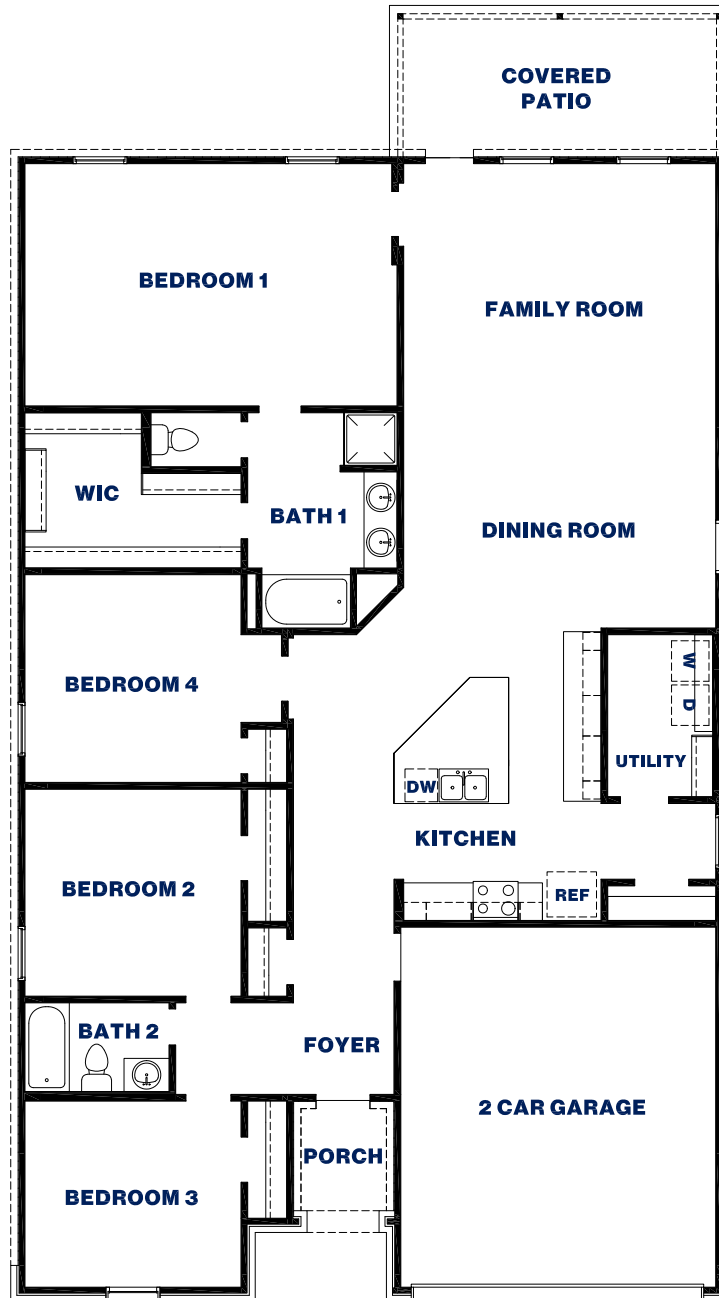 COVERED
PATIO
BEDROOM 1
FAMILY ROOM
WIC
BATH 1
DINING ROOM
BEDROOM 4
W
D
UTILITY
DW
KITCHEN
BEDROOM 2
REF
BATH 2
FOYER
2 CAR GARAGE
PORCH
BEDROOM 3